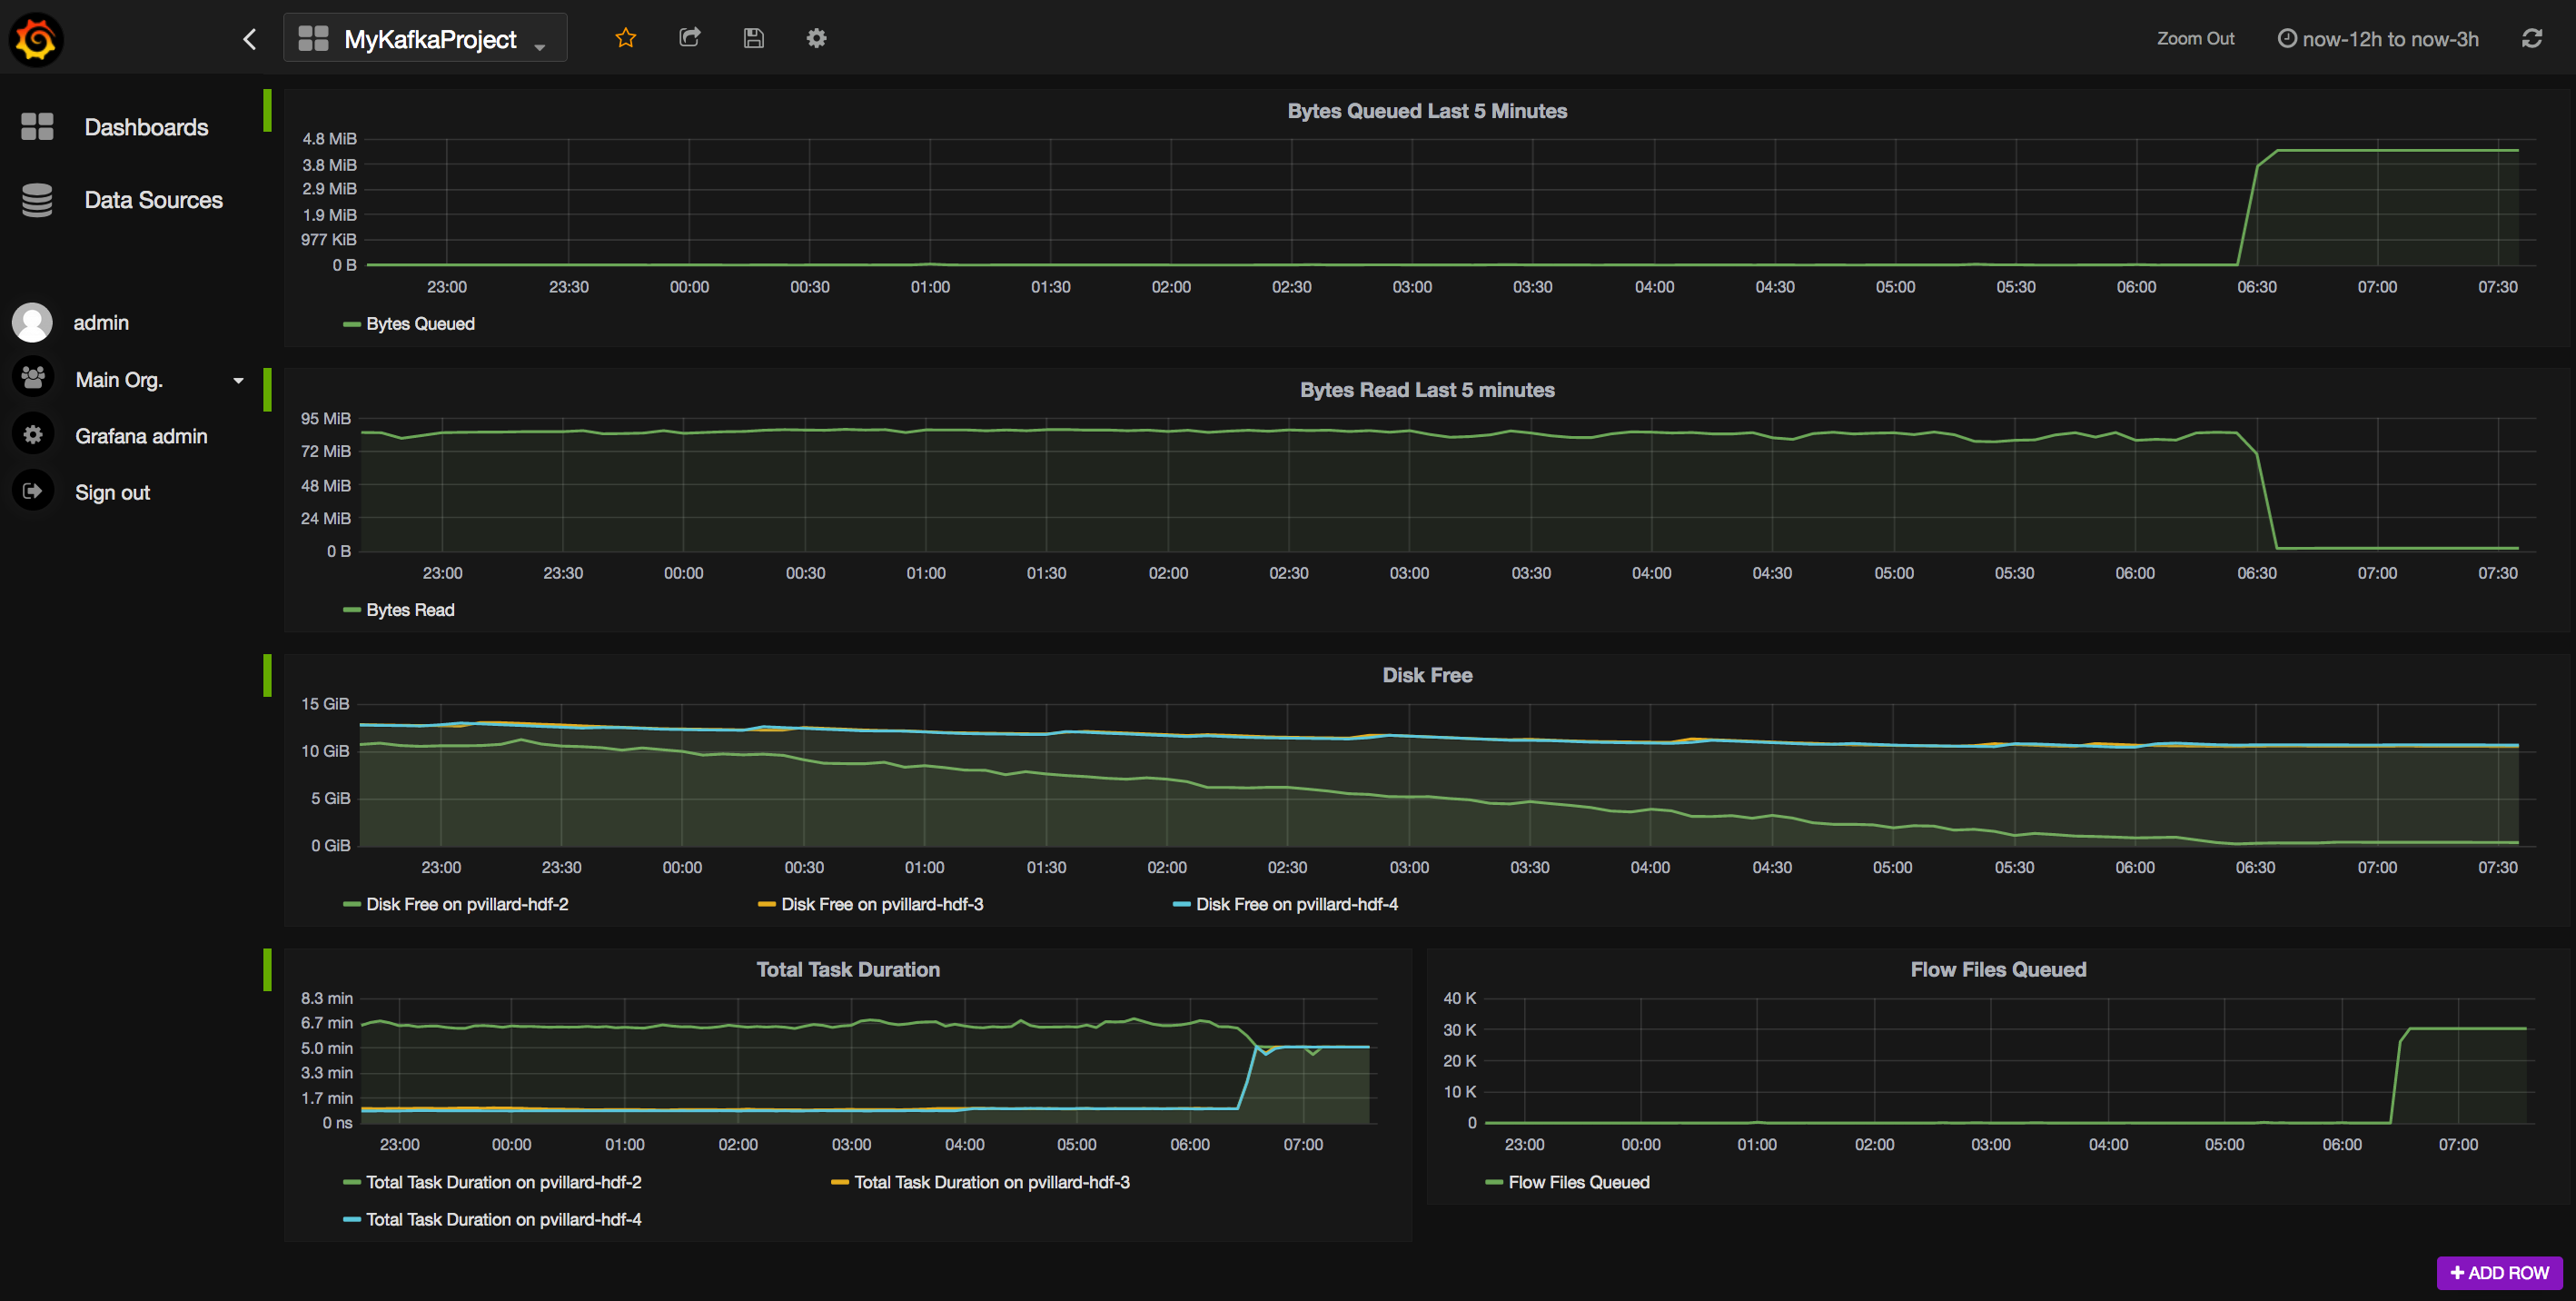 MyKafkaProject
Zoom Out
now-12h to now-3h
Dashboards
Data Sources
admin
Main Org.
Grafana admin
Sign out
Bytes Queued Last 5 Minutes
4.8 MiB
3.8 MiB
2.9 MiB
1.9 MiB
977 KiB
0 B
23:00 23:30 00:00 00:30 01:00 01:30 02:00 02:30 03:00 03:30 04:00 04:30 05:00 05:30 06:00 06:30 07:00 07:30
Bytes Queued
Bytes Read Last 5 minutes
95 MiB
72 MiB
48 MiB
24 MiB
0 B
23:00 23:30 00:00 00:30 01:00 01:30 02:00 02:30 03:00 03:30 04:00 04:30 05:00 05:30 06:00 06:30 07:00 07:30
Bytes Read
Disk Free
15 GiB
10 GiB
5 GiB
0 GiB
23:00 23:30 00:00 00:30 01:00 01:30 02:00 02:30 03:00 03:30 04:00 04:30 05:00 05:30 06:00 06:30 07:00 07:30
Disk Free on pvillard-hdf-2 Disk Free on pvillard-hdf-3 Disk Free on pvillard-hdf-4
Total Task Duration
8.3 min
6.7 min
5.0 min
3.3 min
1.7 min
0 ns
23:00 00:00 01:00 02:00 03:00 04:00 05:00 06:00 07:00
Total Task Duration on pvillard-hdf-2 Total Task Duration on pvillard-hdf-3
Total Task Duration on pvillard-hdf-4
Flow Files Queued
40 K
30 K
20 K
10 K
0
23:00 00:00 01:00 02:00 03:00 04:00 05:00 06:00 07:00
Flow Files Queued
+ ADD ROW